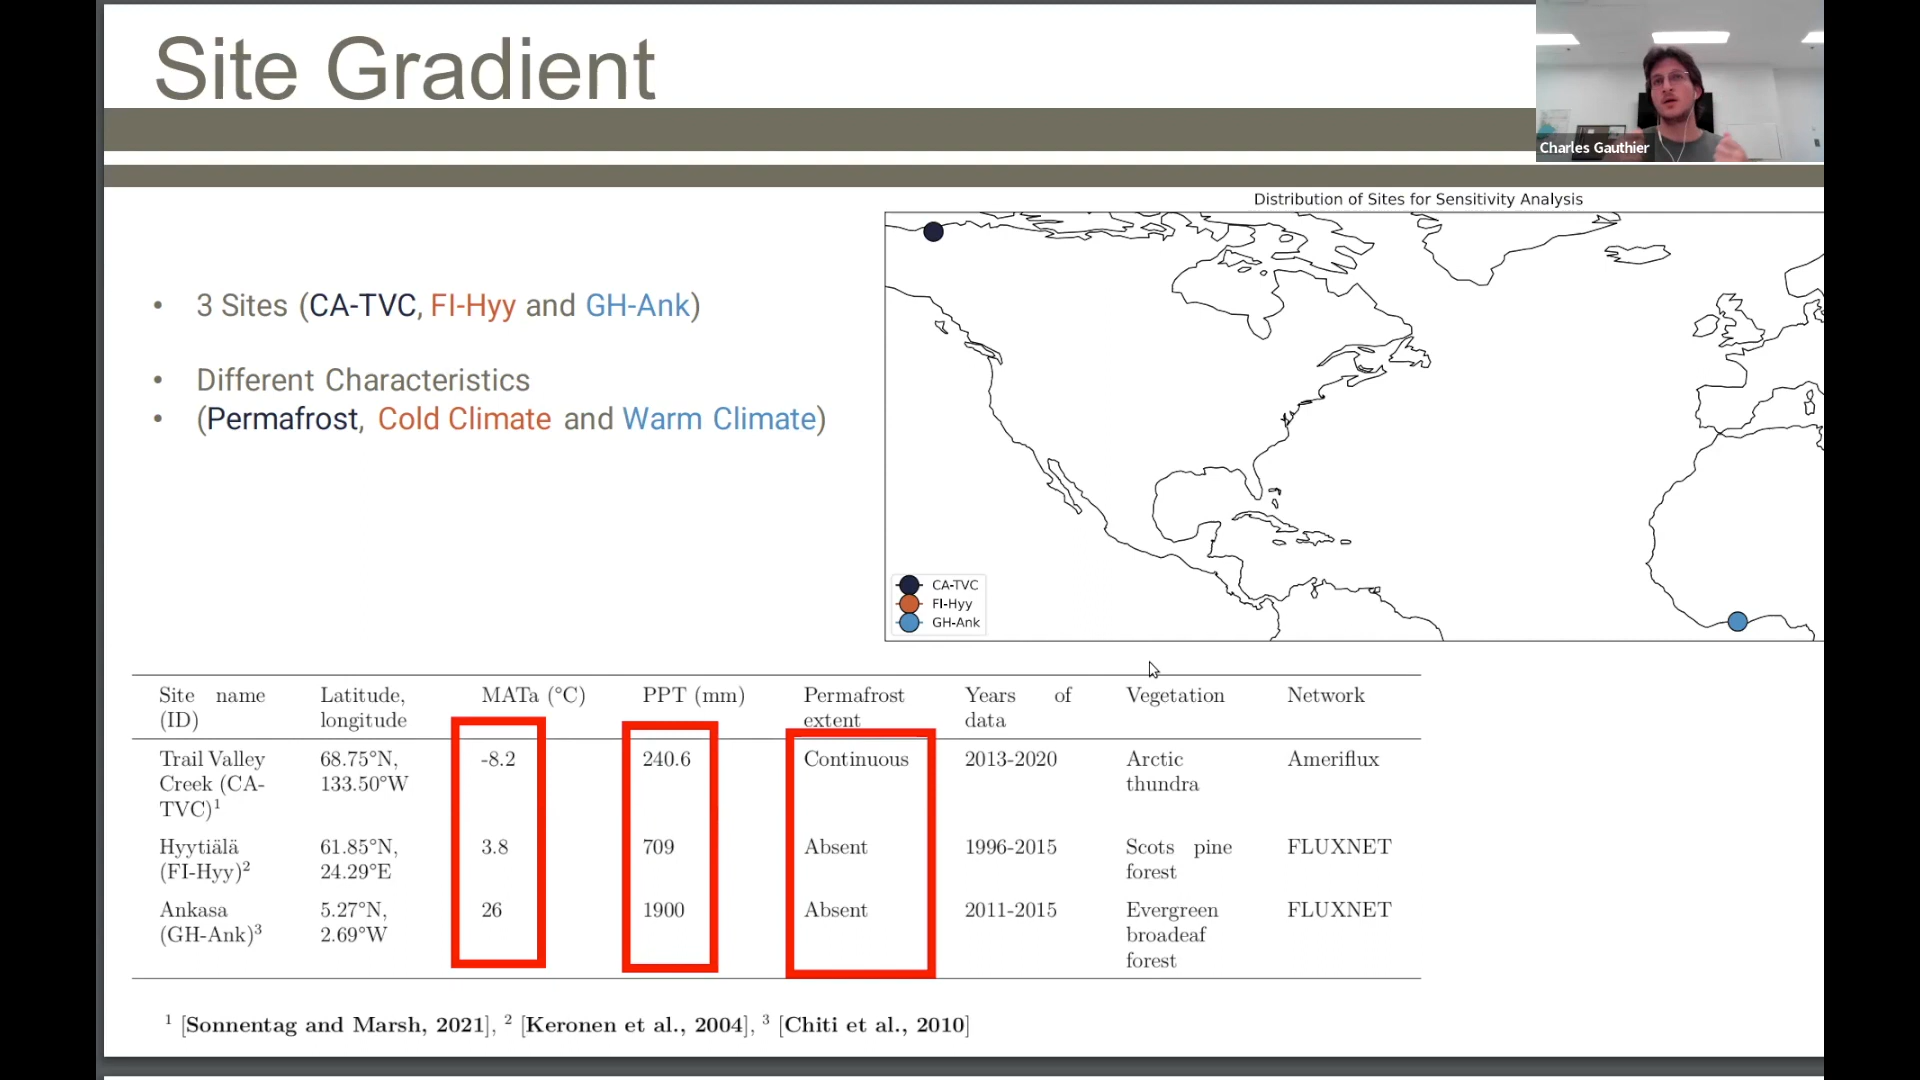 Site Gradient
Charles Gauthier
Distribution of Sites for Sensitivity Analysis
• 3 Sites (CA-TVC, FI-Hyy and GH-Ank)
• Different Characteristics
• (Permafrost, Cold Climate and Warm Climate)
CA-TVC
FI-Hyy
GH-Ank
Site name (ID) Latitude, longitude MATa (°C) PPT (mm) Permafrost extent Years of data Vegetation Network
Trail Valley Creek (CA-TVC)1 68.75°N, 133.50°W -8.2 240.6 Continuous 2013-2020 Arctic thundra Ameriflux
Hyytiälä (FI-Hyy)2 61.85°N, 24.29°E 3.8 709 Absent 1996-2015 Scots pine forest FLUXNET
Ankasa (GH-Ank)3 5.27°N, 2.69°W 26 1900 Absent 2011-2015 Evergreen broadeaf forest FLUXNET
1 [Sonnentag and Marsh, 2021], 2 [Keronen et al., 2004], 3 [Chiti et al., 2010]